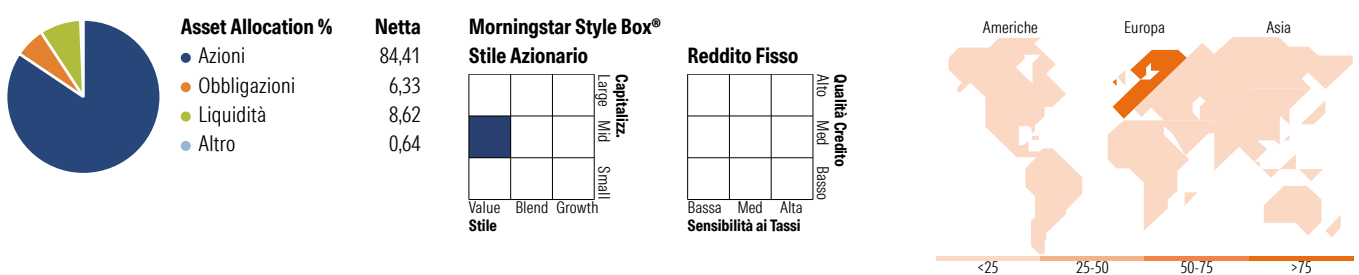 Asset Allocation % Netta
Azioni 84,41
Obbligazioni 6,33
Liquidità 8,62
Altro 0,64
Morningstar Style Box®
Stile Azionario
Large Mid Small
Capitalizz.
Value Blend Growth
Stile
Reddito Fisso
Alto Med Basso
Qualità Credito
Bassa Med Alta
Sensibilità ai Tassi
Americhe Europa Asia
<25 25-50 50-75 >75